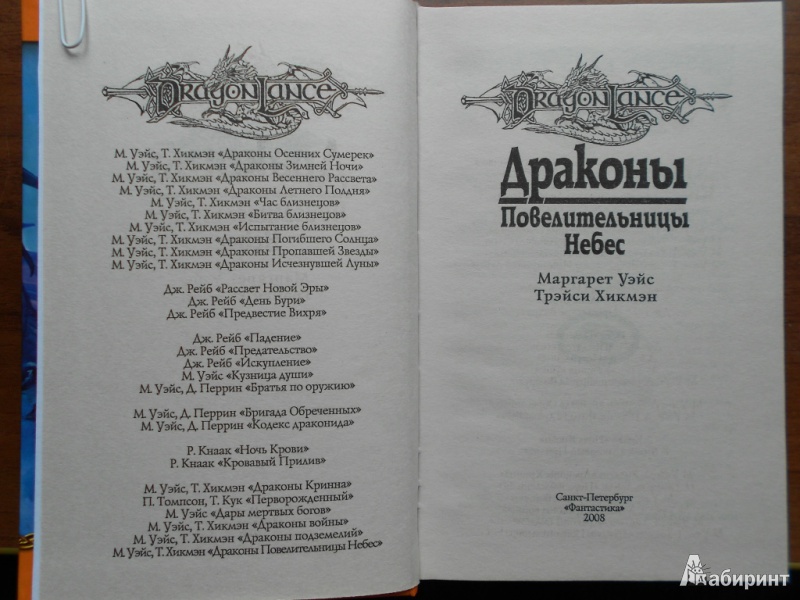 DRAGONLANCE
М. Уэйс, Т. Хикмэн «Драконы Осенних Сумерек»
М. Уэйс, Т. Хикмэн «Драконы Зимней Ночи»
М. Уэйс, Т. Хикмэн «Драконы Весеннего Рассвета»
М. Уэйс, Т. Хикмэн «Драконы Летнего Полдня»
М. Уэйс, Т. Хикмэн «Час близнецов»
М. Уэйс, Т. Хикмэн «Битва близнецов»
М. Уэйс, Т. Хикмэн «Испытание близнецов»
М. Уэйс, Т. Хикмэн «Драконы Погибшего Солнца»
М. Уэйс, Т. Хикмэн «Драконы Пропавшей Звезды»
М. Уэйс, Т. Хикмэн «Драконы Исчезнувшей Луны»
Дж. Рейб «Рассвет Новой Эры»
Дж. Рейб «День Бури»
Дж. Рейб «Предвестие Вихря»
Дж. Рейб «Падение»
Дж. Рейб «Предательство»
Дж. Рейб «Искупление»
М. Уэйс «Кузница души»
М. Уэйс, Д. Перрин «Братья по оружию»
М. Уэйс, Д. Перрин «Бригада Обреченных»
М. Уэйс, Д. Перрин «Кодекс драконида»
Р. Кнаак «Ночь Крови»
Р. Кнаак «Кровавый Прилив»
М. Уэйс, Т. Хикмэн «Драконы Кринна»
П. Томпсон, Т. Кук «Перворожденный»
М. Уэйс «Дары мертвых богов»
М. Уэйс, Т. Хикмэн «Драконы войны»
М. Уэйс, Т. Хикмэн «Драконы подземелий»
М. Уэйс, Т. Хикмэн «Драконы Повелительницы Небес»
DRAGONLANCE
Драконы
Повелительницы
Небес
Маргарет Уэйс
Трэйси Хикмэн
Санкт-Петербург
«Фантастика»
2008
Лабиринт